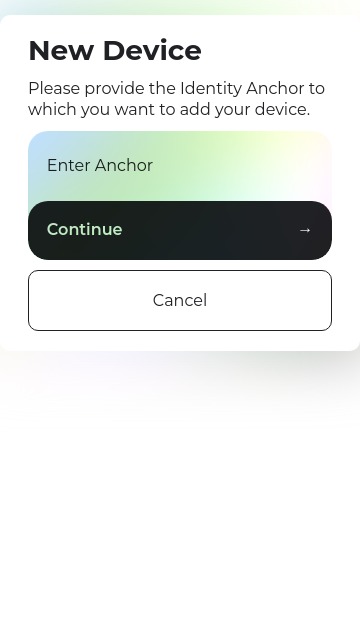 New Device
Please provide the Identity Anchor to
which you want to add your device.
Enter Anchor
Continue →
Cancel